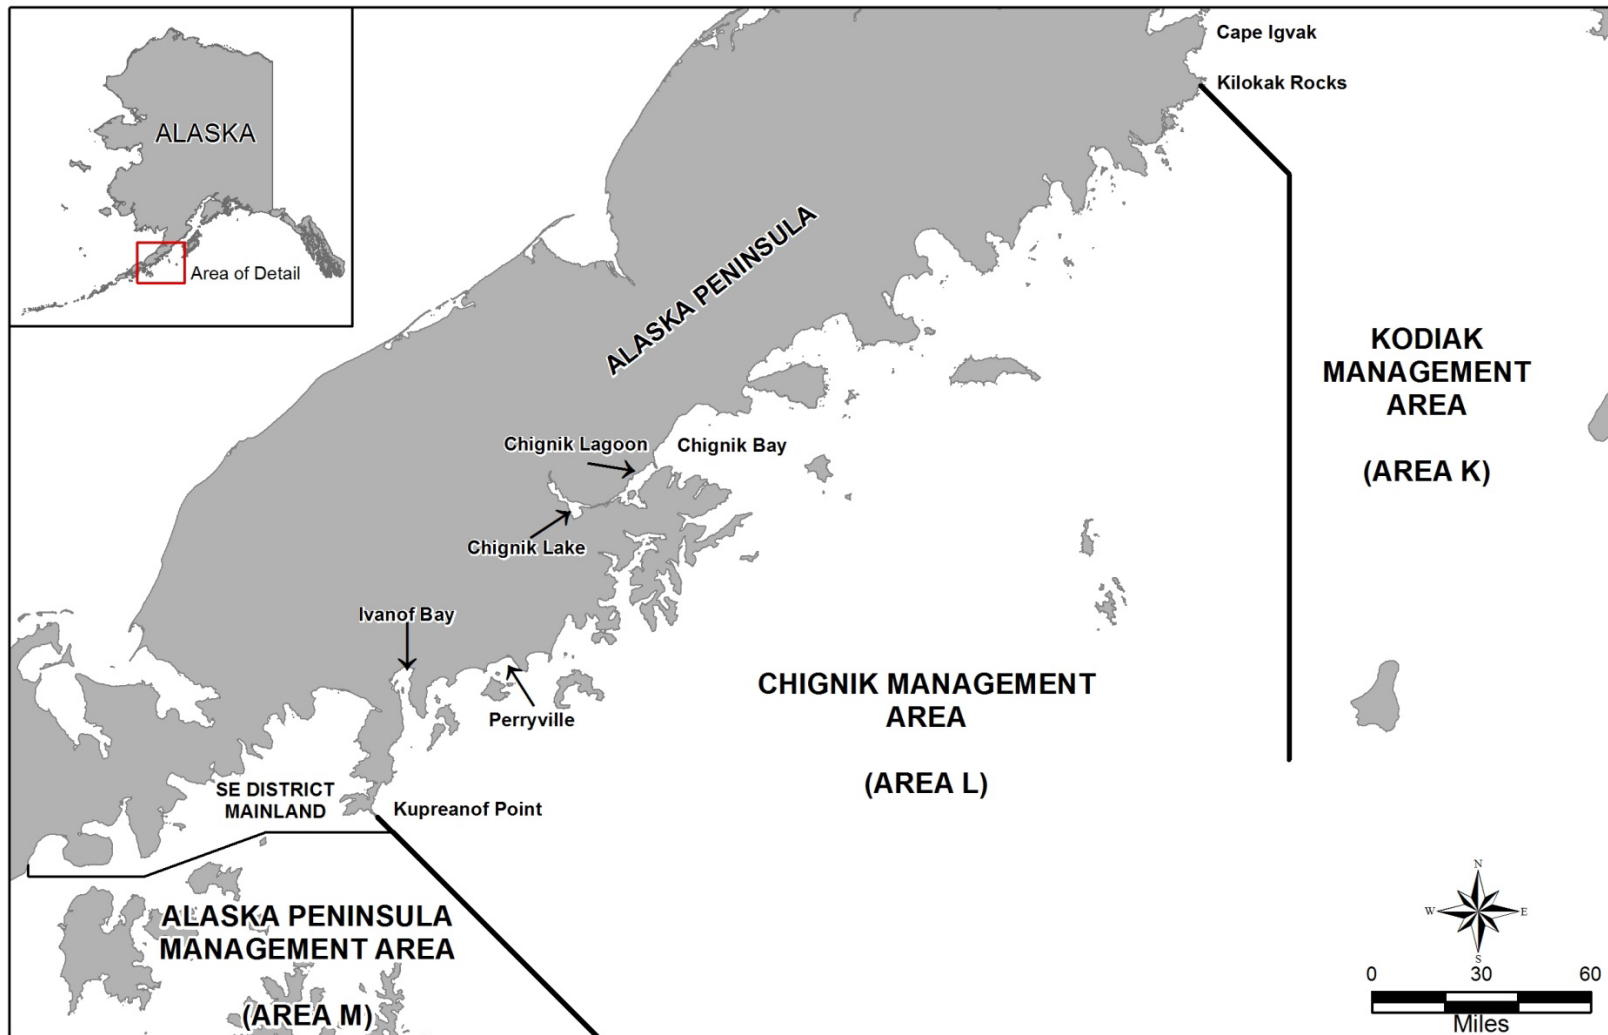 ALASKA
Area of Detail
Cape Igvak
Kilokak Rocks
ALASKA PENINSULA
KODIAK
MANAGEMENT
AREA
(AREA K)
Chignik Lagoon
Chignik Bay
Chignik Lake
Ivanof Bay
Perryville
CHIGNIK MANAGEMENT
AREA
(AREA L)
SE DISTRICT
MAINLAND
Kupreanof Point
ALASKA PENINSULA
MANAGEMENT AREA
(AREA M)
N
W
E
S
0 30 60
Miles